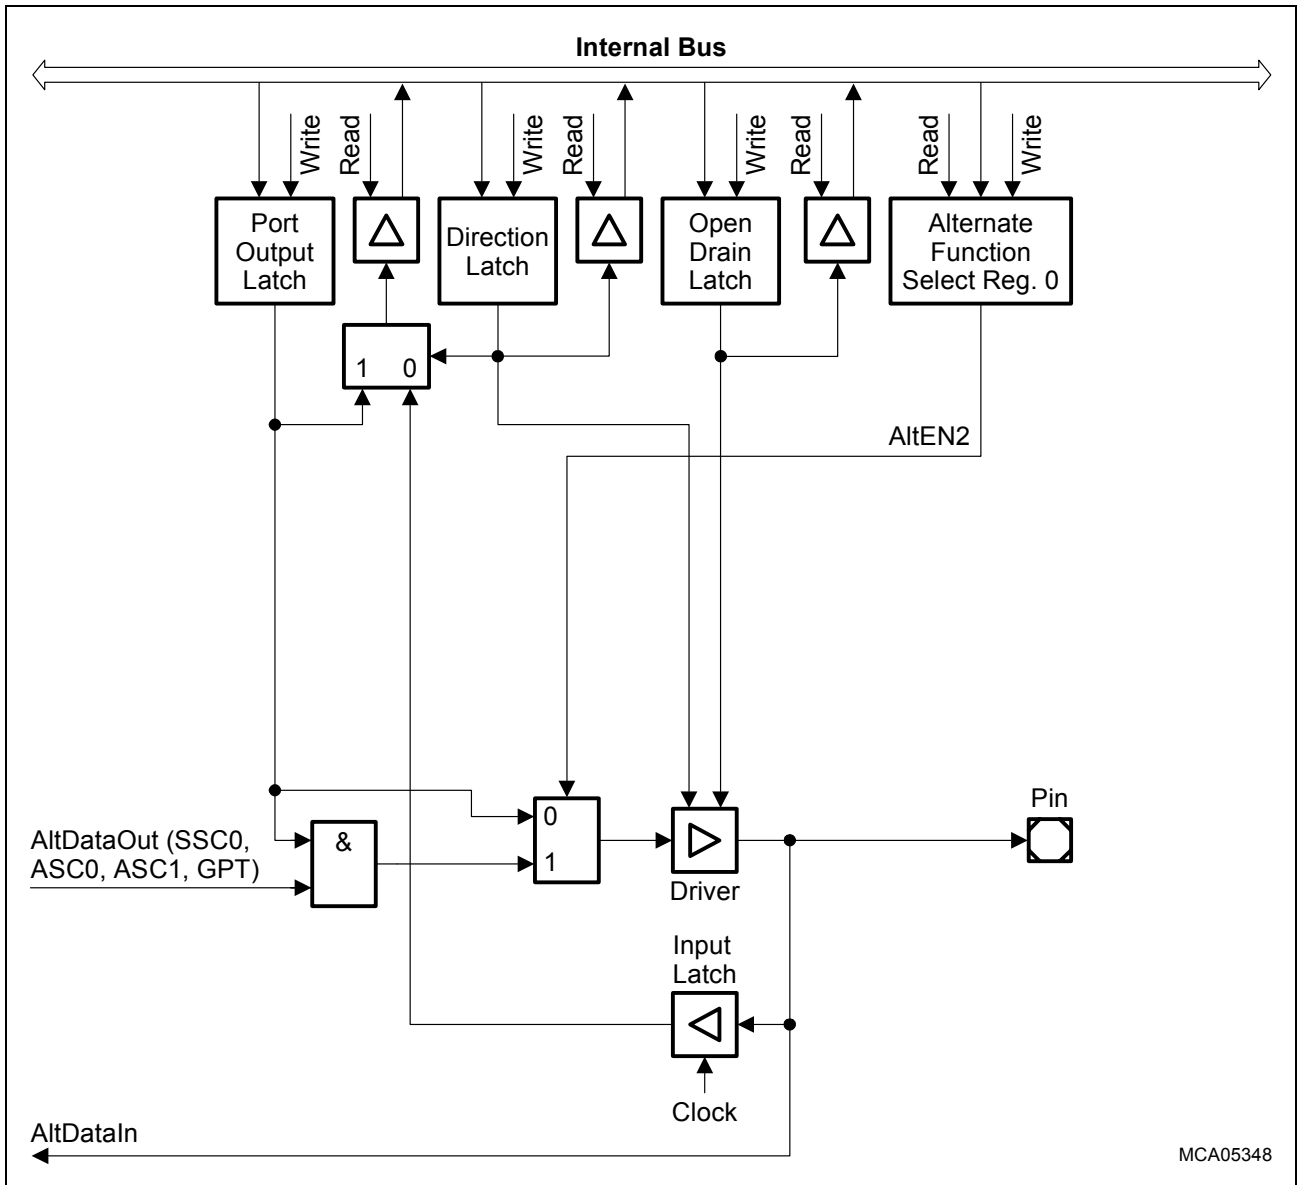 Internal Bus
Write
Read
Write
Read
Write
Read
Read
Write
Port
Output
Latch
Direction
Latch
Open
Drain
Latch
Alternate
Function
Select Reg. 0
1 0
AltEN2
AltDataOut (SSC0,
ASC0, ASC1, GPT)
&
0
1
Driver
Pin
Input
Latch
Clock
AltDataIn
MCA05348